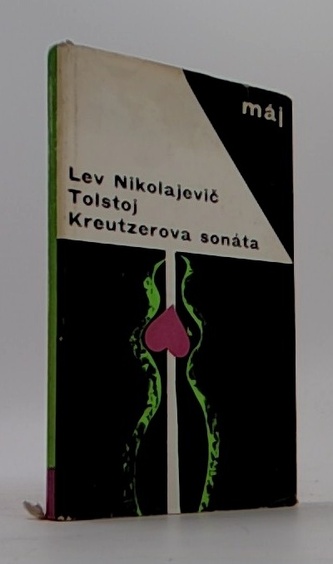 máj
Lev Nikolajevič
Tolstoj
Kreutzerova sonáta